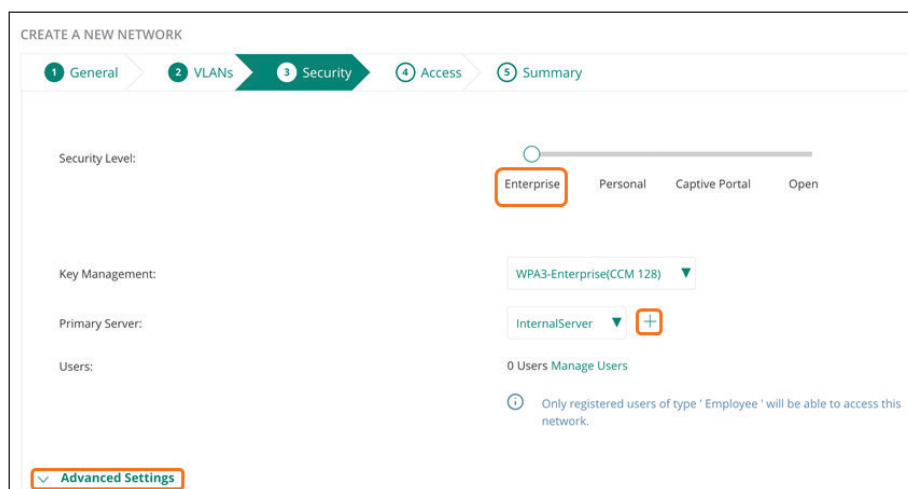 CREATE A NEW NETWORK
1 General 2 VLANs 3 Security 4 Access 5 Summary
Security Level:
Enterprise Personal Captive Portal Open
Key Management: WPA3-Enterprise(CCM 128)
Primary Server: InternalServer +
Users: 0 Users Manage Users
Only registered users of type ' Employee ' will be able to access this
network.
Advanced Settings